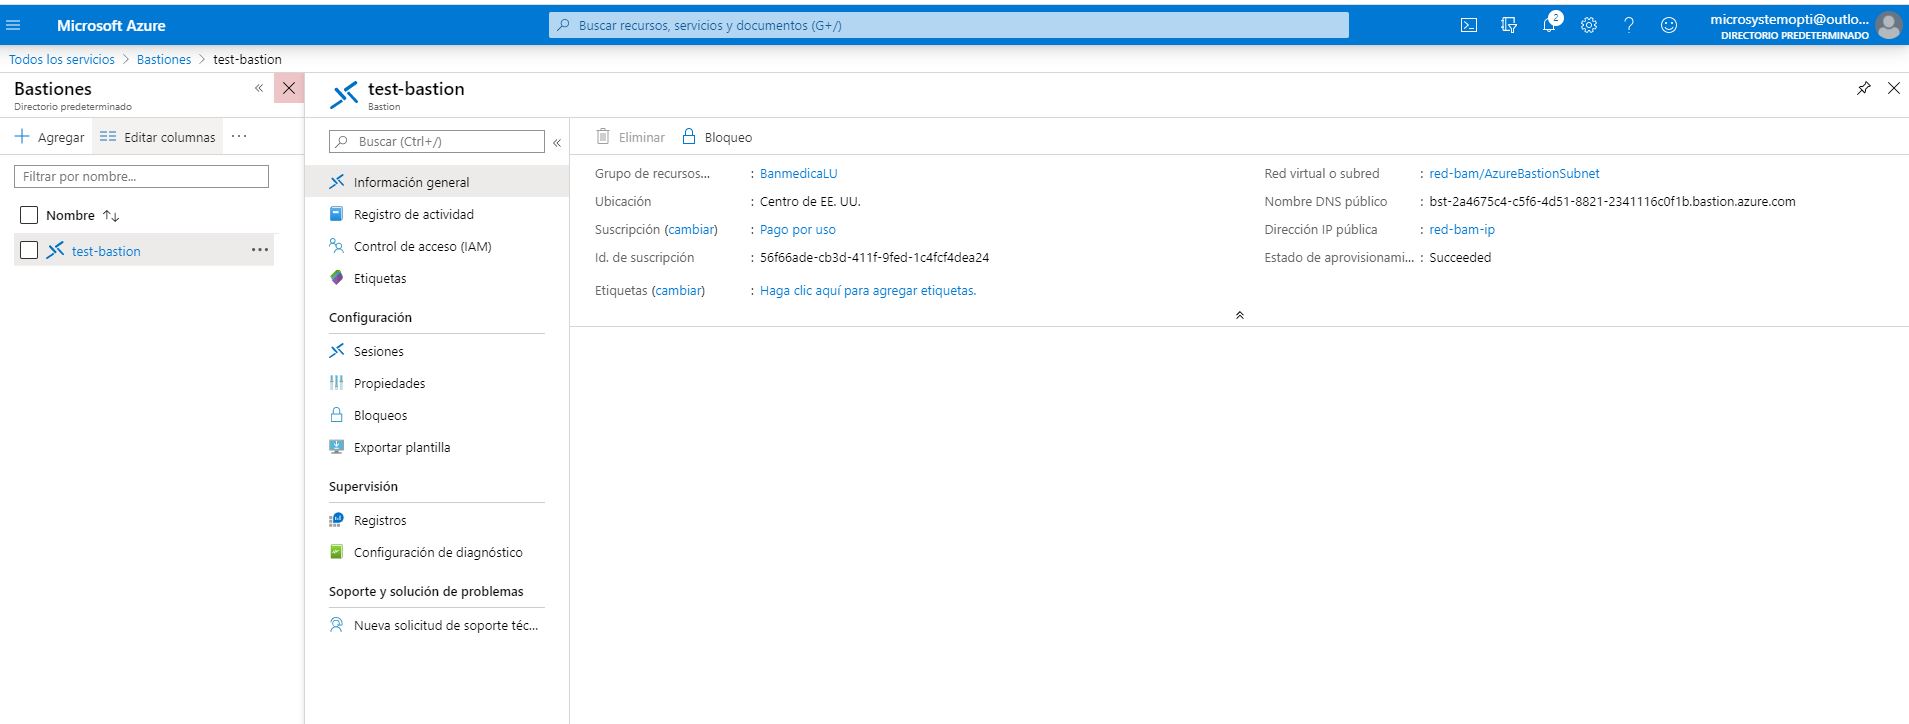 Microsoft Azure
Buscar recursos, servicios y documentos (G+/)
2
microsystemopti@outlo...
DIRECTORIO PREDETERMINADO
Todos los servicios > Bastiones > test-bastion
Bastiones
Directorio predeterminado
Agregar
Editar columnas
...
Filtrar por nombre...
Nombre
test-bastion
...
test-bastion
Bastion
Buscar (Ctrl+/)
Información general
Registro de actividad
Control de acceso (IAM)
Etiquetas
Configuración
Sesiones
Propiedades
Bloqueos
Exportar plantilla
Supervisión
Registros
Configuración de diagnóstico
Soporte y solución de problemas
Nueva solicitud de soporte téc...
Eliminar
Bloqueo
Grupo de recursos... : BanmedicaLU
Ubicación : Centro de EE. UU.
Suscripción (cambiar) : Pago por uso
Id. de suscripción : 56f66ade-cb3d-411f-9fed-1c4fcf4dea24
Etiquetas (cambiar) : Haga clic aquí para agregar etiquetas.
Red virtual o subred : red-bam/AzureBastionSubnet
Nombre DNS público : bst-2a4675c4-c5f6-4d51-8821-2341116c0f1b.bastion.azure.com
Dirección IP pública : red-bam-ip
Estado de aprovisionami... : Succeeded